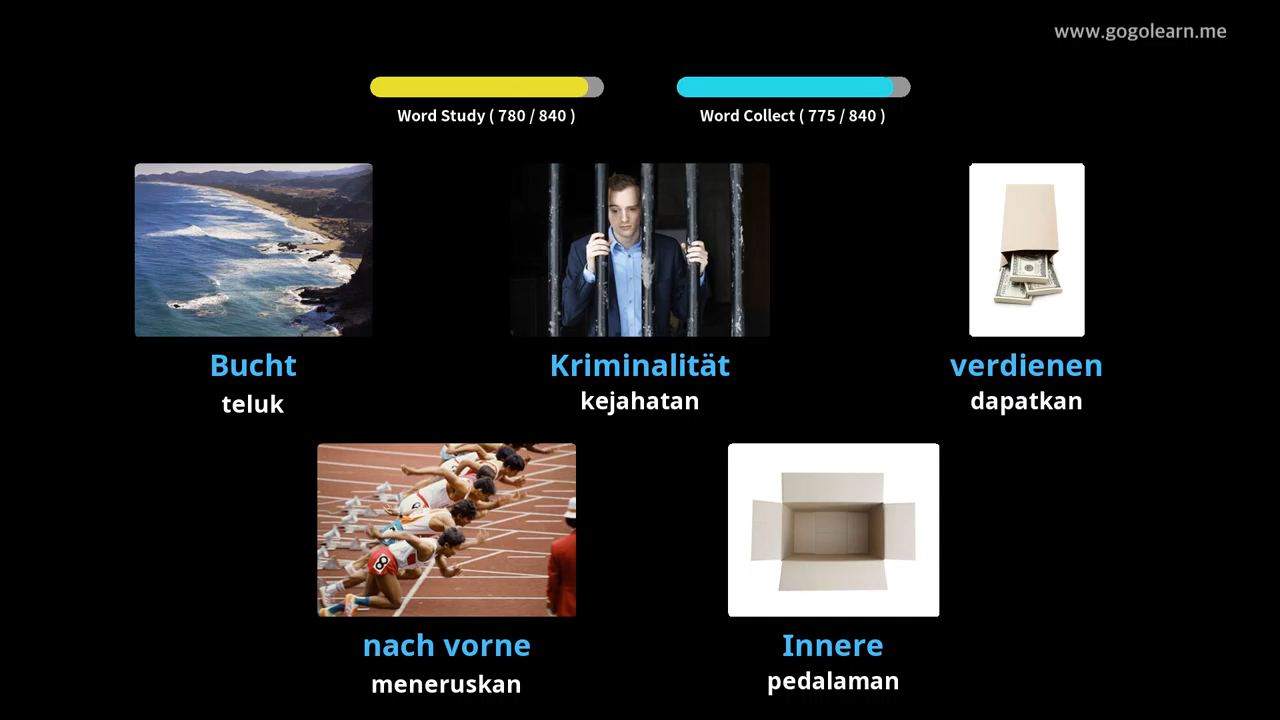 www.gogolearn.me
Word Study ( 780 / 840 )
Word Collect ( 775 / 840 )
Bucht
teluk
Kriminalität
kejahatan
verdienen
dapatkan
nach vorne
meneruskan
Innere
pedalaman